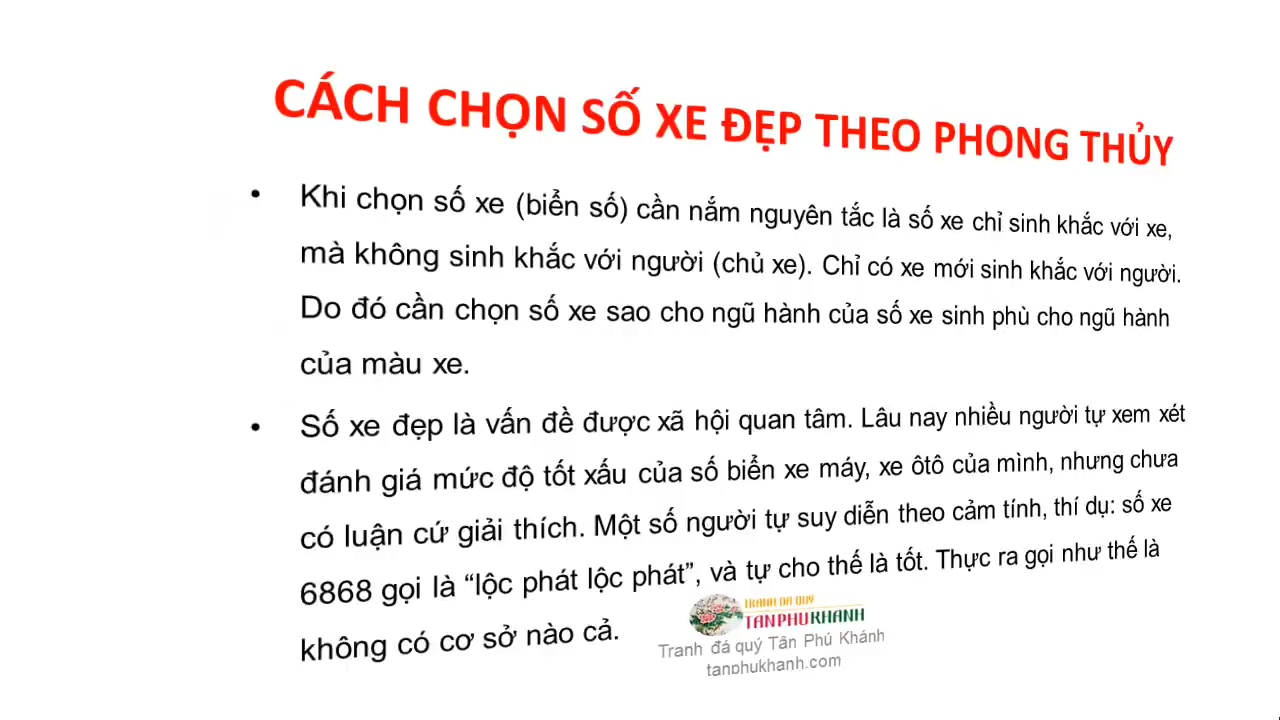 CÁCH CHỌN SỐ XE ĐẸP THEO PHONG THỦY
• Khi chọn số xe (biển số) cần nắm nguyên tắc là số xe chỉ sinh khắc với xe,
mà không sinh khắc với người (chủ xe). Chỉ có xe mới sinh khắc với người.
Do đó cần chọn số xe sao cho ngũ hành của số xe sinh phù cho ngũ hành
của màu xe.
• Số xe đẹp là vấn đề được xã hội quan tâm. Lâu nay nhiều người tự xem xét
đánh giá mức độ tốt xấu của số biển xe máy, xe ôtô của mình, nhưng chưa
có luận cứ giải thích. Một số người tự suy diễn theo cảm tính, thí dụ: số xe
6868 gọi là “lộc phát lộc phát”, và tự cho thế là tốt. Thực ra gọi như thế là
không có cơ sở nào cả.
TRANH DA QUY
TANPHUKHANH
Tranh đá quý Tân Phú Khánh
tanphukhanh.com